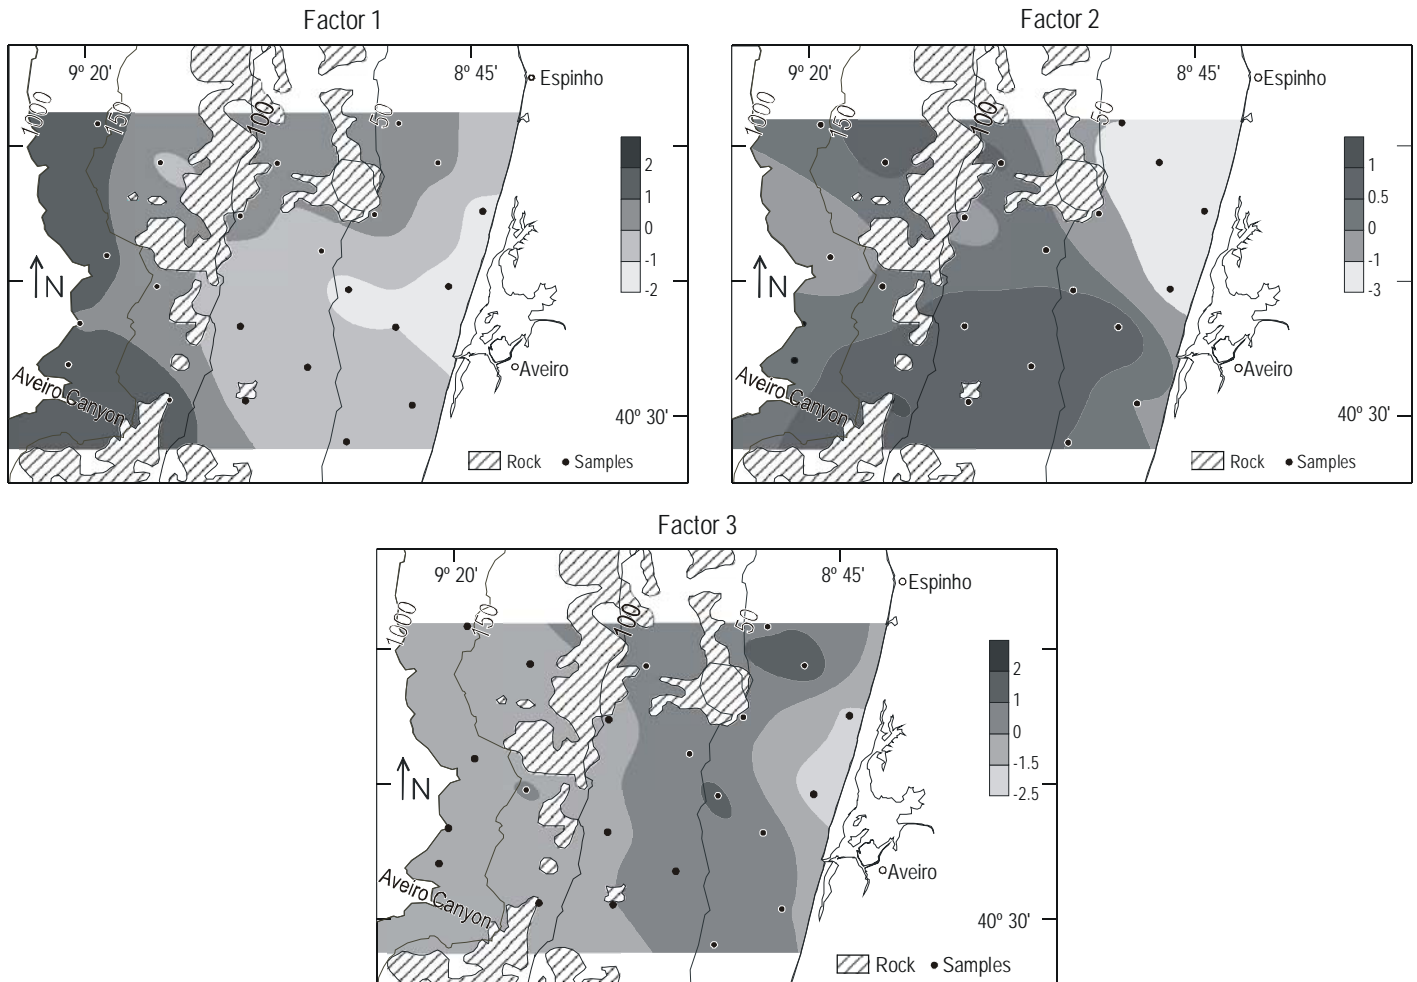 Factor 1
9º 20'
8º 45'
Espinho
1000
150
100
50
2
1
0
-1
-2
N
Aveiro
Aveiro Canyon
40º 30'
Rock
Samples
Factor 2
9º 20'
8º 45'
Espinho
1000
150
100
50
1
0.5
0
-1
-3
N
Aveiro
Aveiro Canyon
40º 30'
Rock
Samples
Factor 3
9º 20'
8º 45'
Espinho
1000
150
100
50
2
1
0
-1.5
-2.5
N
Aveiro
Aveiro Canyon
40º 30'
Rock
Samples